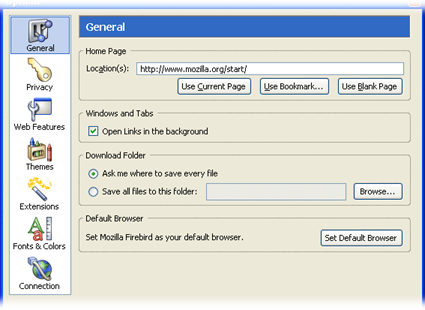 General
Privacy
Web Features
Themes
Extensions
Fonts & Colors
Connection
General
Home Page
Location(s): http://www.mozilla.org/start/
Use Current Page Use Bookmark... Use Blank Page
Windows and Tabs
Open Links in the background
Download Folder
Ask me where to save every file
Save all files to this folder: Browse...
Default Browser
Set Mozilla Firebird as your default browser. Set Default Browser